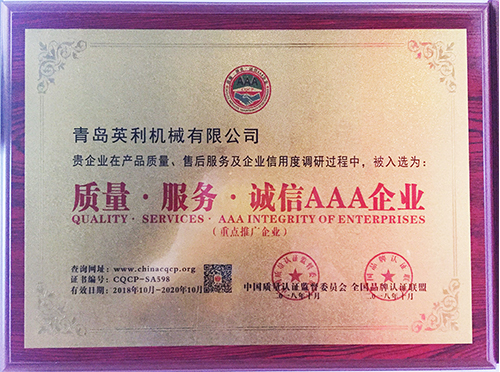 AAA
青岛英利机械有限公司
贵企业在产品质量、售后服务及企业信用度调研过程中，被入选为：
质量·服务·诚信AAA企业
QUALITY · SERVICES · AAA INTEGRITY OF ENTERPRISES
（重点推广企业）
查询网址：www.chinacqcp.org
证书编号：CQCP-SA598
有效日期：2018年10月-2020年10月
中国质量认证监督委员会 全国品牌认证联盟
二〇一八年十月 二〇一八年十月